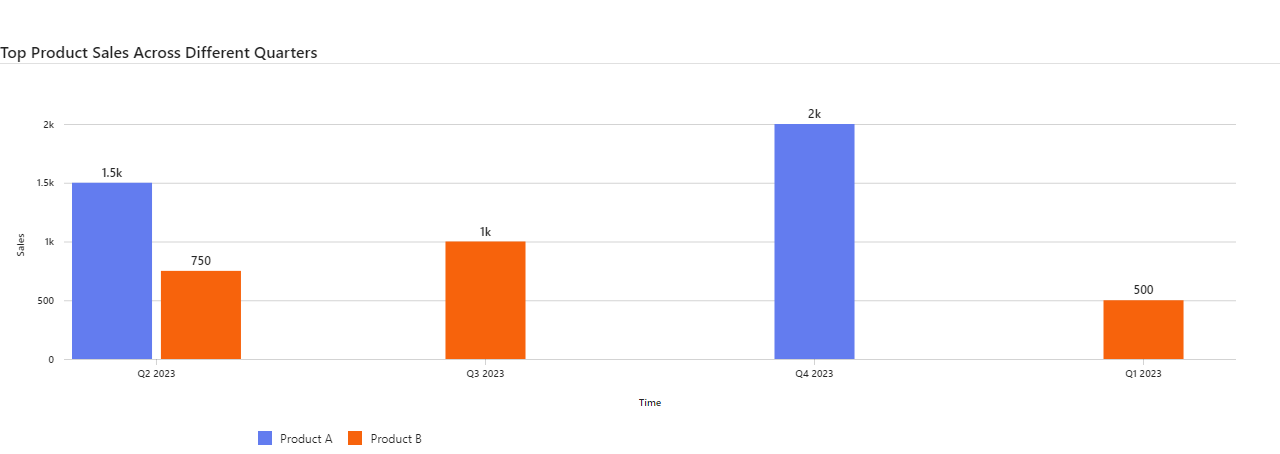 Top Product Sales Across Different Quarters
2k
2k
1.5k
1.5k
1k
1k
750
500
500
0
Sales
Q2 2023 Q3 2023 Q4 2023 Q1 2023
Time
Product A Product B